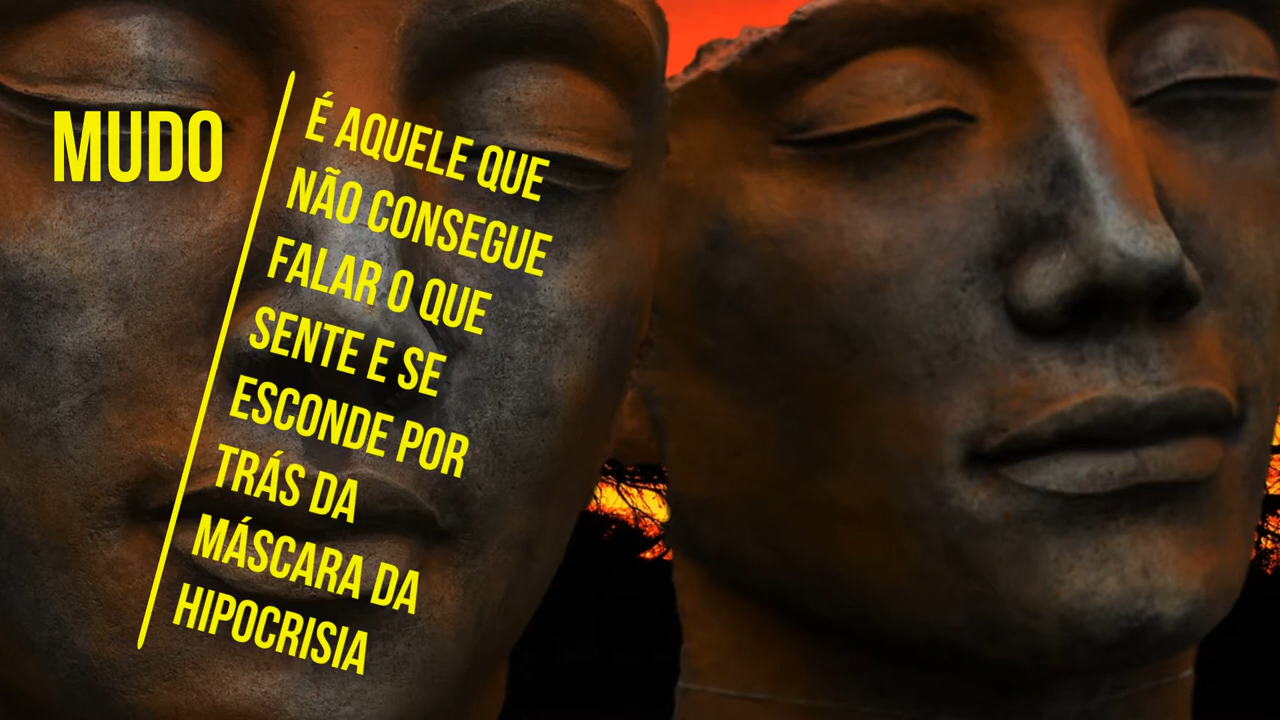 MUDO
É AQUELE QUE
NÃO CONSEGUE
FALAR O QUE
SENTE E SE
ESCONDE POR
TRÁS DA
MÁSCARA DA
HIPOCRISIA